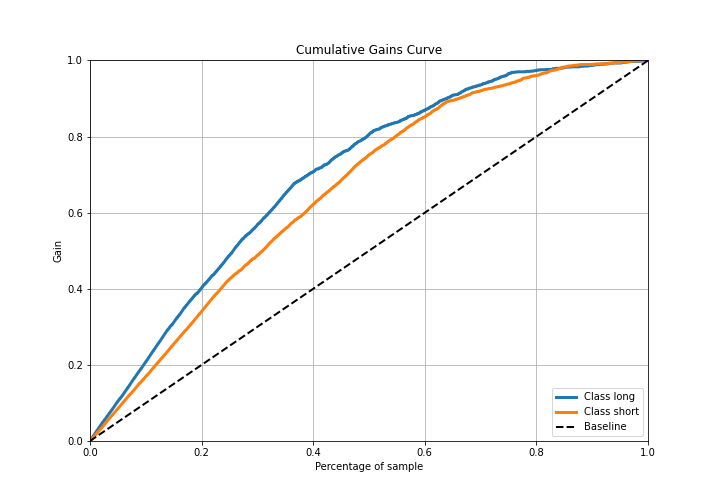 Cumulative Gains Curve
1.0
0.8
0.6
Gain
0.4
0.2
0.0
0.0 0.2 0.4 0.6 0.8 1.0
Percentage of sample
Class long
Class short
Baseline